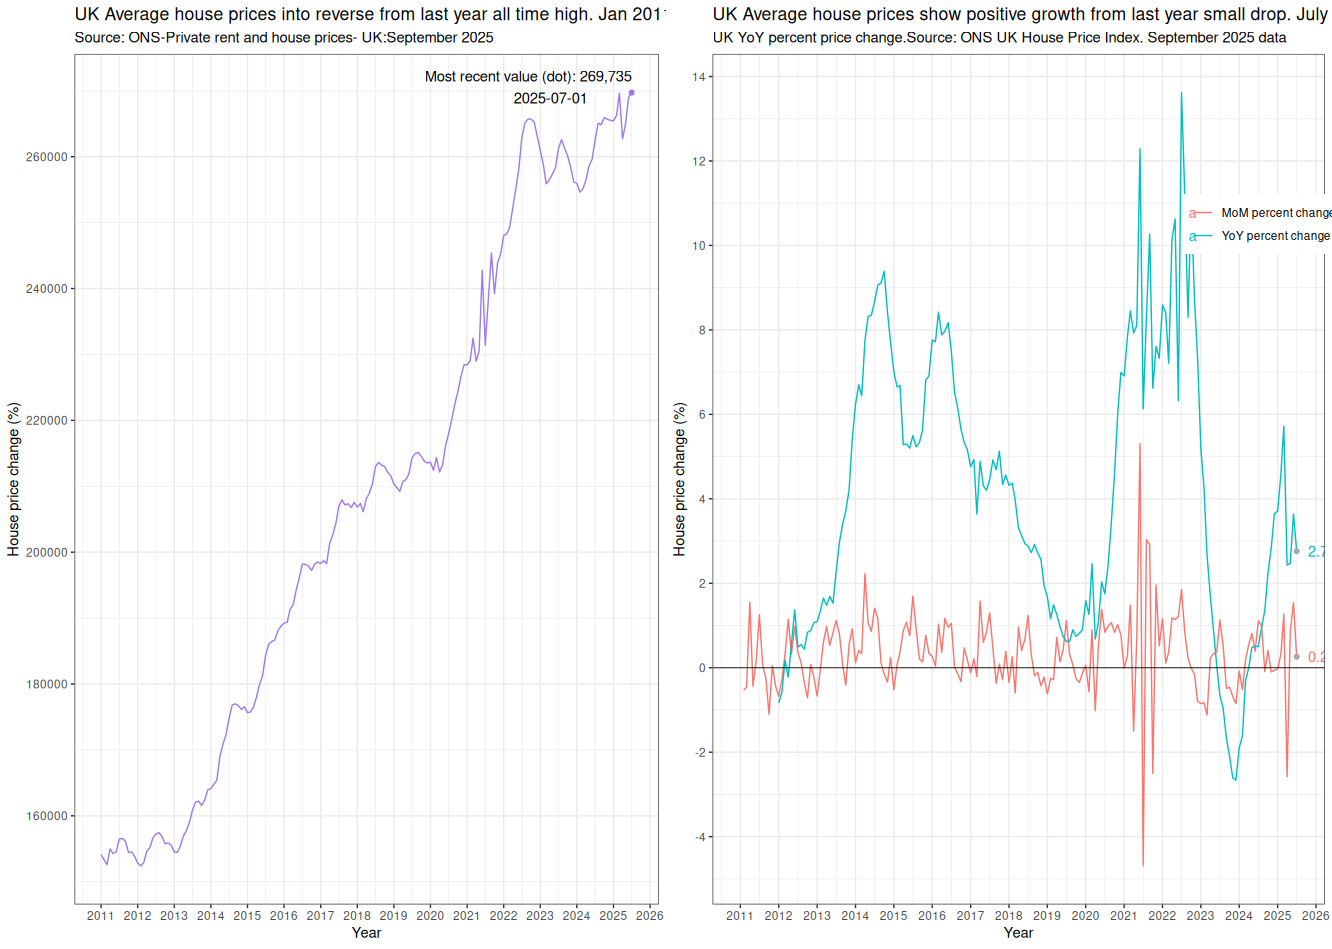 UK Average house prices into reverse from last year all time high. Jan 2011
Source: ONS-Private rent and house prices- UK:September 2025
Most recent value (dot): 269,735
2025-07-01
House price change (%)
260000
240000
220000
200000
180000
160000
2011 2012 2013 2014 2015 2016 2017 2018 2019 2020 2021 2022 2023 2024 2025 2026
Year
UK Average house prices show positive growth from last year small drop. July
UK YoY percent price change.Source: ONS UK House Price Index. September 2025 data
House price change (%)
14
12
10
8
6
4
2
0
-2
-4
a MoM percent change
a YoY percent change
2.7
0.2
2011 2012 2013 2014 2015 2016 2017 2018 2019 2020 2021 2022 2023 2024 2025 2026
Year